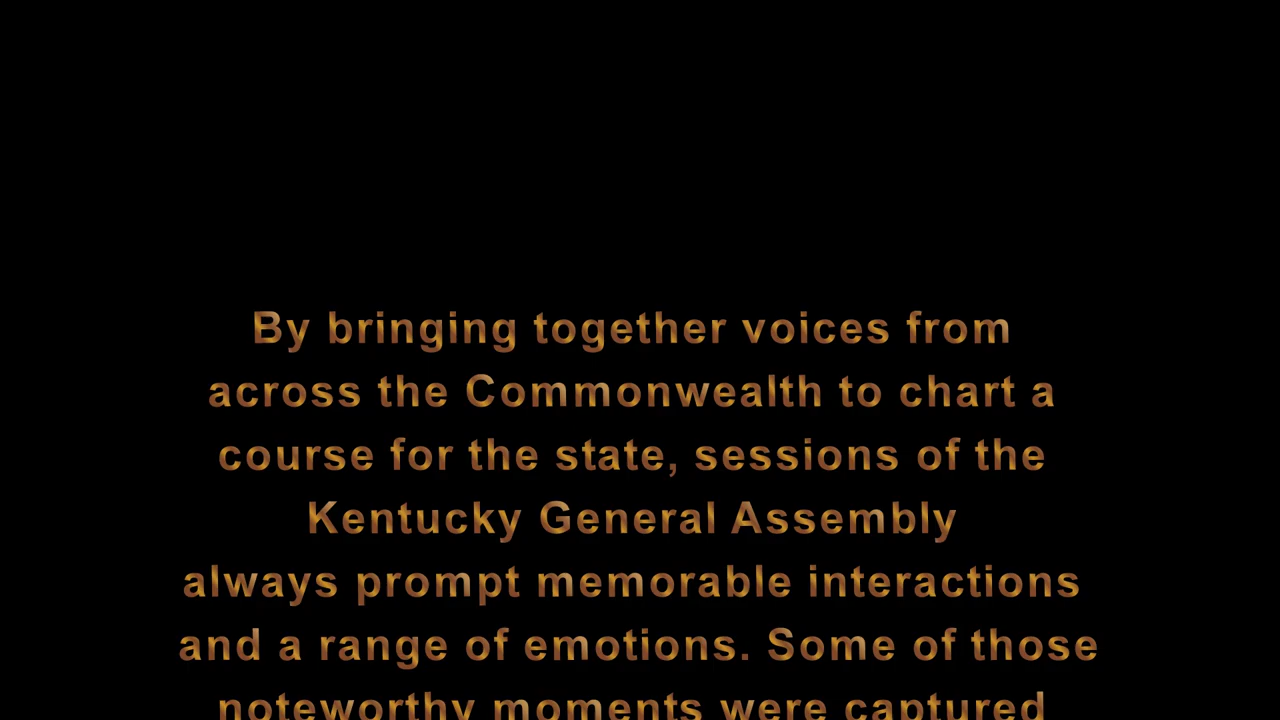 By bringing together voices from
across the Commonwealth to chart a
course for the state, sessions of the
Kentucky General Assembly
always prompt memorable interactions
and a range of emotions. Some of those
noteworthy moments were captured